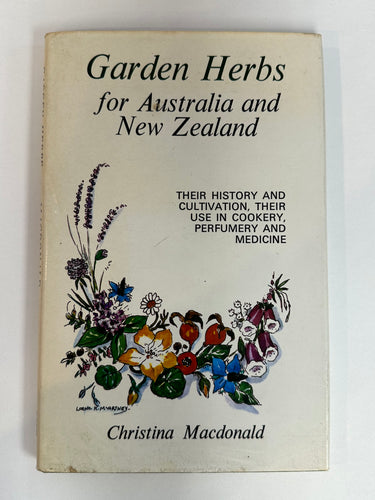 Garden Herbs
for Australia and
New Zealand
THEIR HISTORY AND
CULTIVATION, THEIR
USE IN COOKERY,
PERFUMERY AND
MEDICINE
Christina Macdonald